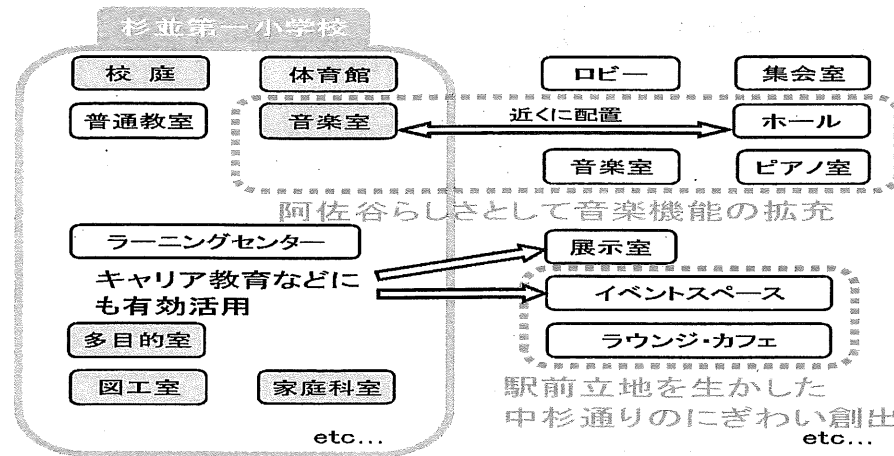 杉並第一小学校
校庭
体育館
ロビー
集会室
普通教室
音楽室
近くに配置
ホール
音楽室
ピアノ室
阿佐谷らしさとして音楽機能の拡充
ラーニングセンター
展示室
キャリア教育などに
も有効活用
イベントスペース
多目的室
ラウンジ・カフェ
図工室
家庭科室
駅前立地を生かした
中杉通りのにぎわい創出
etc...
etc...